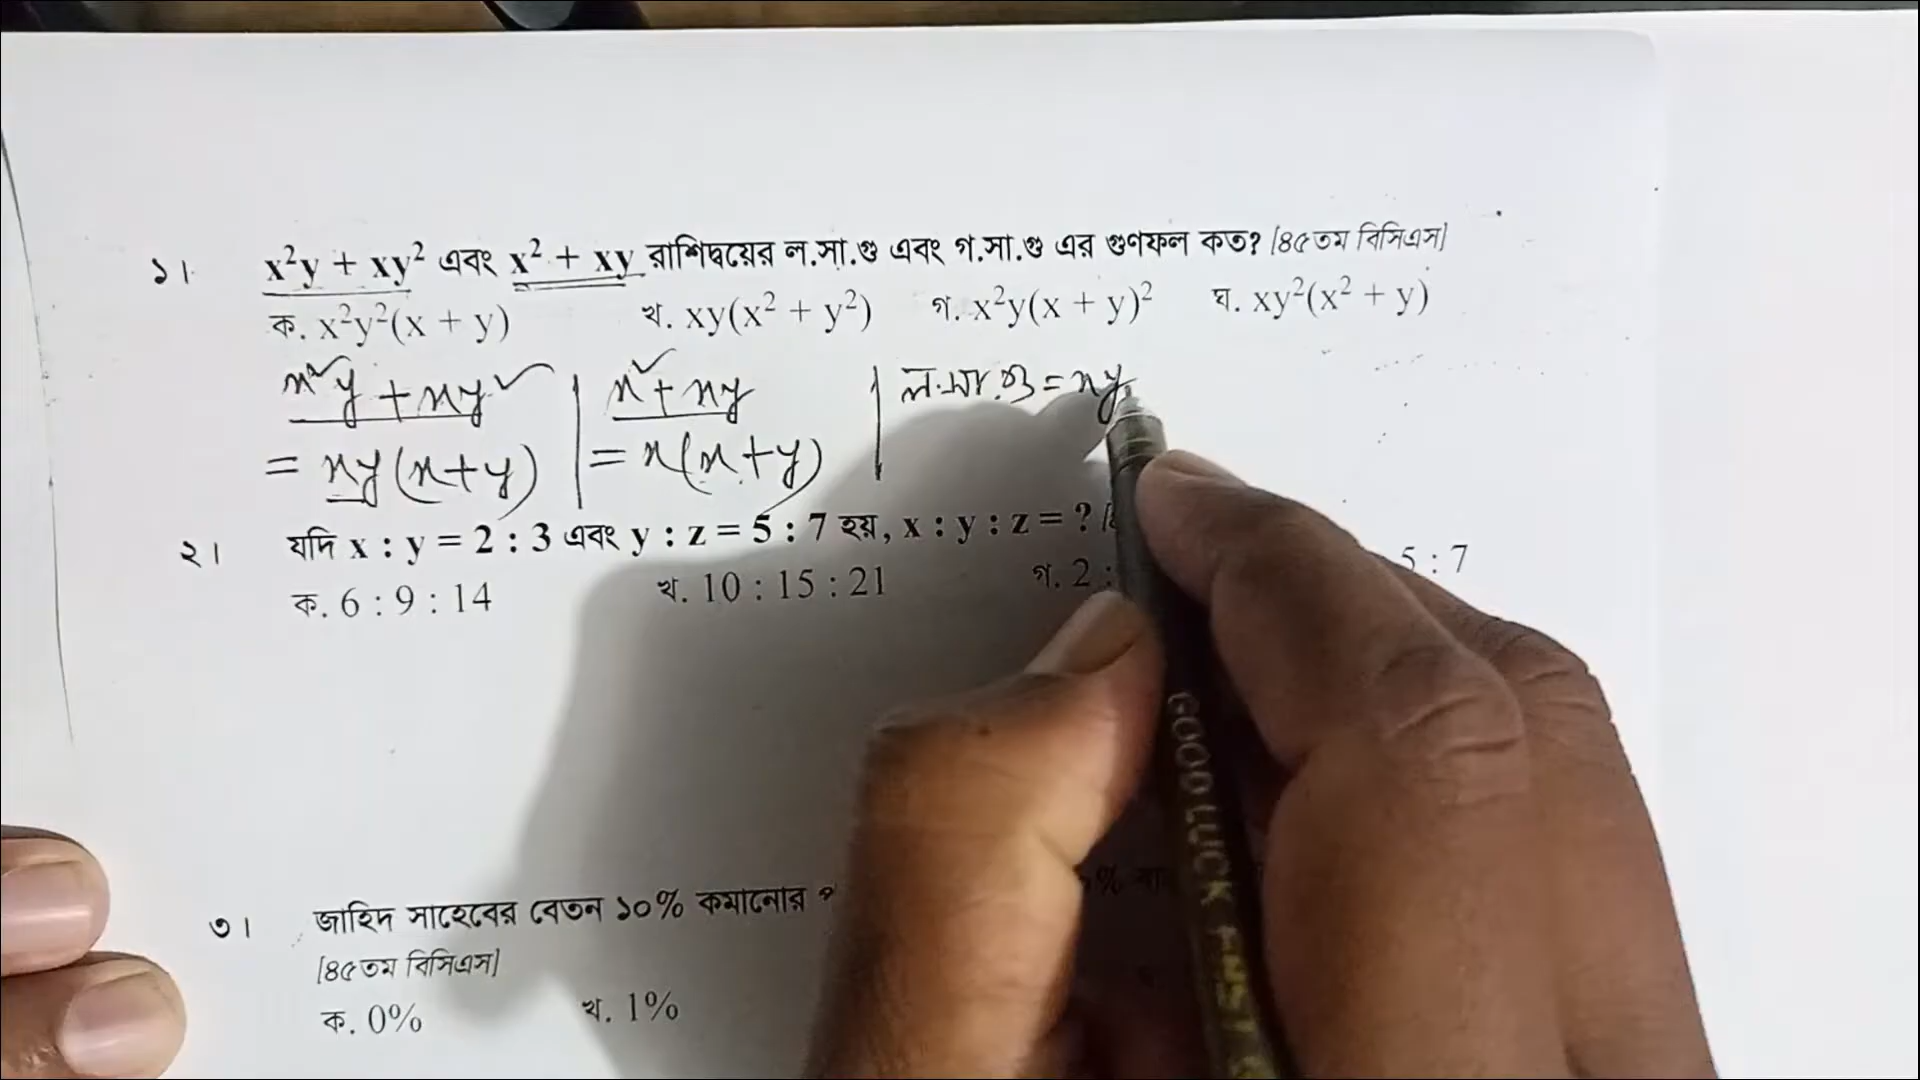 ১। x²y + xy² এবং x² + xy রাশিদ্বয়ের ল.সা.গু এবং গ.সা.গু এর গুণফল কত? [৪৫তম বিসিএস]
ক. x²y²(x + y) খ. xy(x² + y²) গ. x²y(x + y)² ঘ. xy²(x² + y)
x²y + xy² | x² + xy | ল.সা.গু = xy
= xy(x+y) | = x(x+y) |
২। যদি x : y = 2 : 3 এবং y : z = 5 : 7 হয়, x : y : z = ?
ক. 6 : 9 : 14 খ. 10 : 15 : 21 গ. 2 : 5 : 7
৩। জাহিদ সাহেবের বেতন ১০% কমানোর
[৪৫তম বিসিএস]
ক. 0% খ. 1%
GOOD LUCK